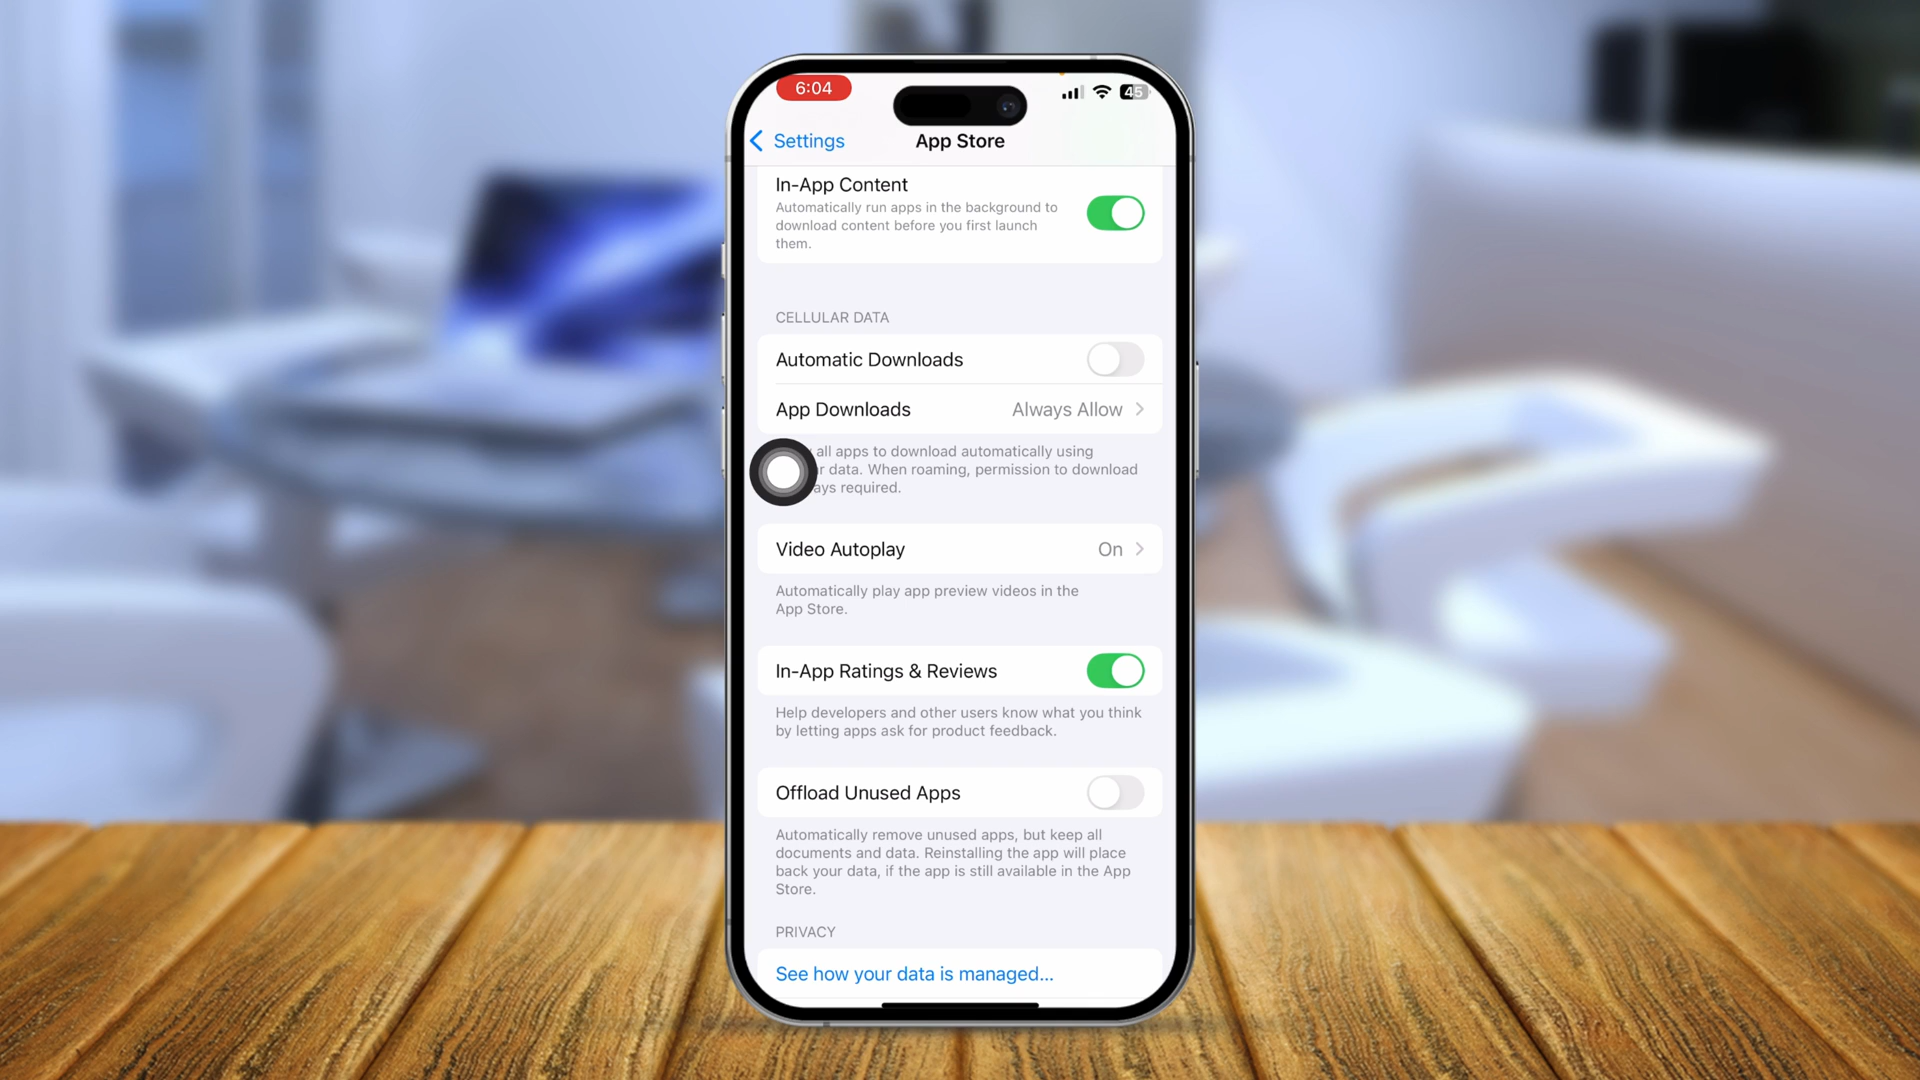 6:04
45
Settings
App Store
In-App Content
Automatically run apps in the background to
download content before you first launch
them.
CELLULAR DATA
Automatic Downloads
App Downloads
Always Allow
all apps to download automatically using
data. When roaming, permission to download
required.
Video Autoplay
On
Automatically play app preview videos in the
App Store.
In-App Ratings & Reviews
Help developers and other users know what you think
by letting apps ask for product feedback.
Offload Unused Apps
Automatically remove unused apps, but keep all
documents and data. Reinstalling the app will place
back your data, if the app is still available in the App
Store.
PRIVACY
See how your data is managed...